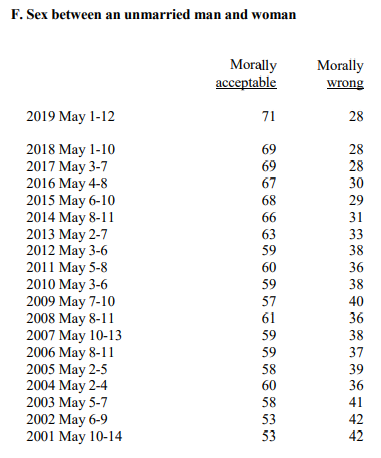 F. Sex between an unmarried man and woman
Morally acceptable Morally wrong
2019 May 1-12 71 28
2018 May 1-10 69 28
2017 May 3-7 69 28
2016 May 4-8 67 30
2015 May 6-10 68 29
2014 May 8-11 66 31
2013 May 2-7 63 33
2012 May 3-6 59 38
2011 May 5-8 60 36
2010 May 3-6 59 38
2009 May 7-10 57 40
2008 May 8-11 61 36
2007 May 10-13 59 38
2006 May 8-11 59 37
2005 May 2-5 58 39
2004 May 2-4 60 36
2003 May 5-7 58 41
2002 May 6-9 53 42
2001 May 10-14 53 42